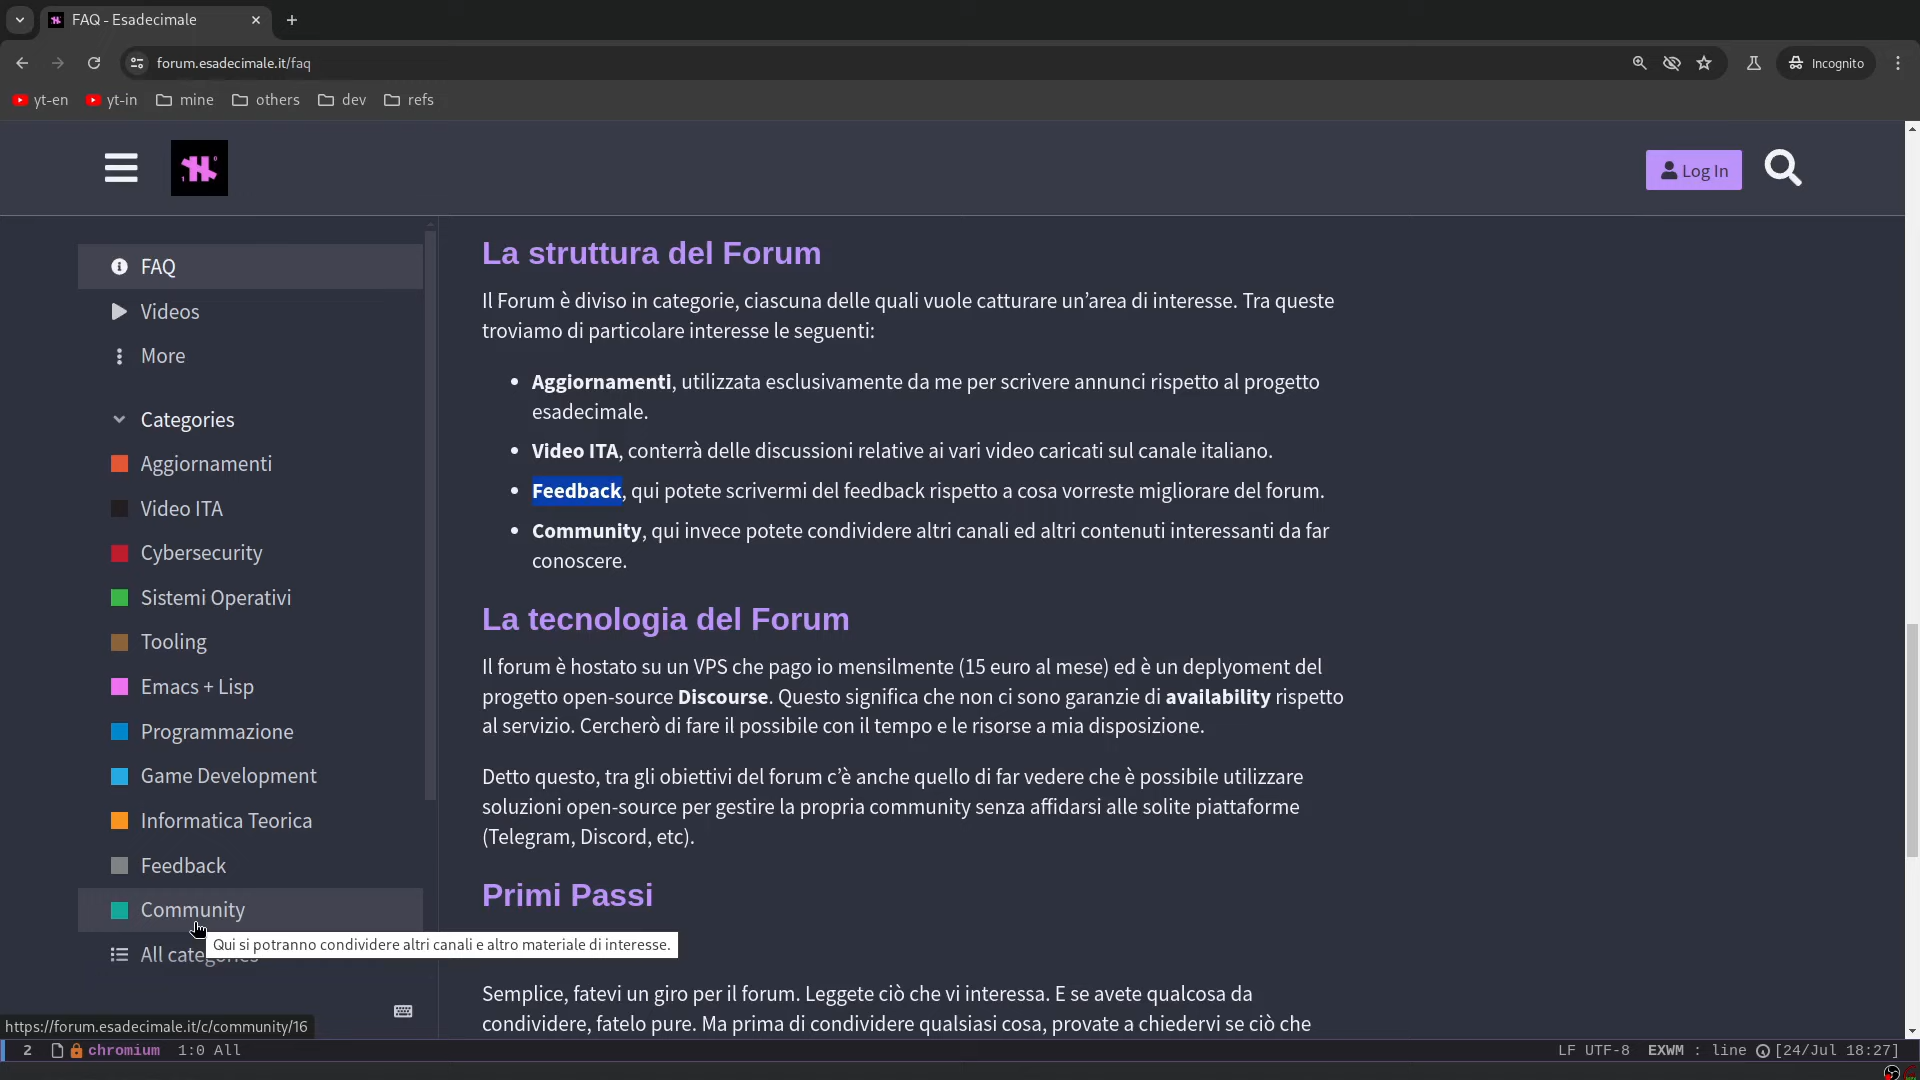 FAQ - Esadecimale
forum.esadecimale.it/faq
Incognito
yt-en
yt-in
mine
others
dev
refs
Log In
FAQ
Videos
More
Categories
Aggiornamenti
Video ITA
Cybersecurity
Sistemi Operativi
Tooling
Emacs + Lisp
Programmazione
Game Development
Informatica Teorica
Feedback
Community
All categories
Qui si potranno condividere altri canali e altro materiale di interesse.
La struttura del Forum
Il Forum è diviso in categorie, ciascuna delle quali vuole catturare un’area di interesse. Tra queste
troviamo di particolare interesse le seguenti:
Aggiornamenti, utilizzata esclusivamente da me per scrivere annunci rispetto al progetto
esadecimale.
Video ITA, conterrà delle discussioni relative ai vari video caricati sul canale italiano.
Feedback, qui potete scrivermi del feedback rispetto a cosa vorreste migliorare del forum.
Community, qui invece potete condividere altri canali ed altri contenuti interessanti da far
conoscere.
La tecnologia del Forum
Il forum è hostato su un VPS che pago io mensilmente (15 euro al mese) ed è un deplyoment del
progetto open-source Discourse. Questo significa che non ci sono garanzie di availability rispetto
al servizio. Cercherò di fare il possibile con il tempo e le risorse a mia disposizione.
Detto questo, tra gli obiettivi del forum c’è anche quello di far vedere che è possibile utilizzare
soluzioni open-source per gestire la propria community senza affidarsi alle solite piattaforme
(Telegram, Discord, etc).
Primi Passi
Semplice, fatevi un giro per il forum. Leggete ciò che vi interessa. E se avete qualcosa da
condividere, fatelo pure. Ma prima di condividere qualsiasi cosa, provate a chiedervi se ciò che
https://forum.esadecimale.it/c/community/16
2 chromium 1:0 All
LF UTF-8 EXWM : line [24/Jul 18:27]